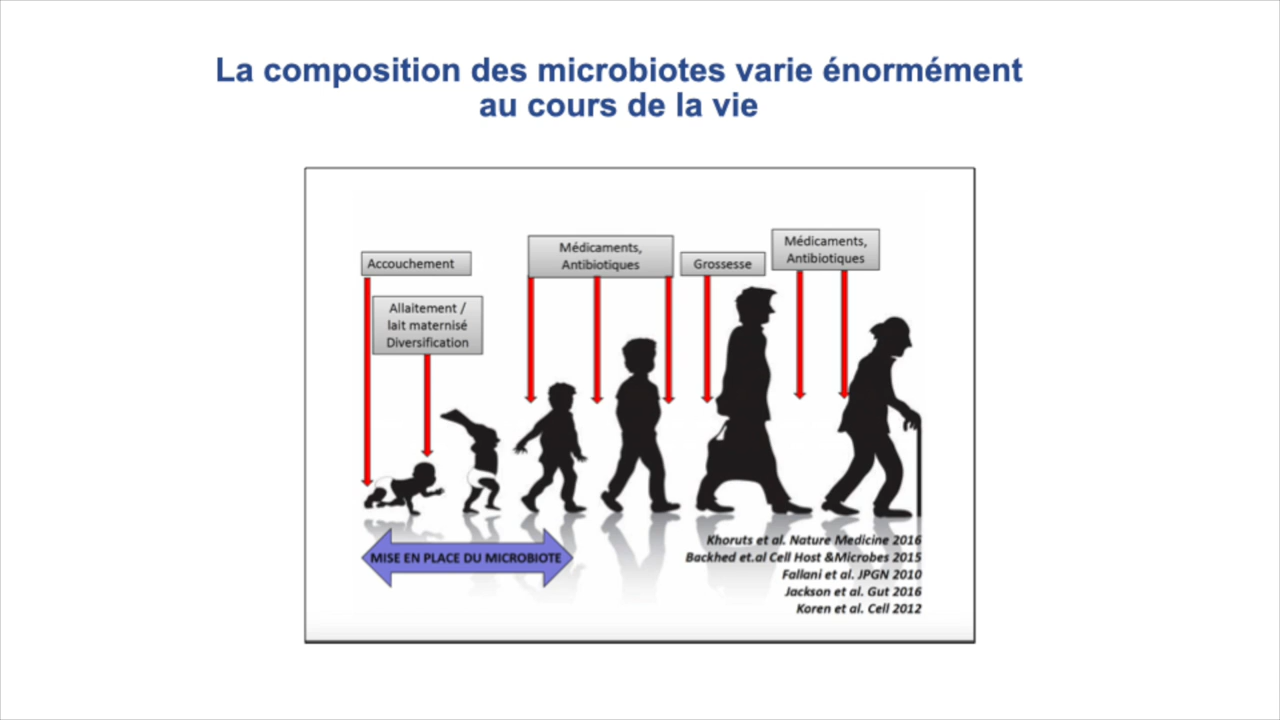 La composition des microbiotes varie énormément
au cours de la vie
Accouchement
Allaitement /
lait maternisé
Diversification
Médicaments,
Antibiotiques
Grossesse
Médicaments,
Antibiotiques
MISE EN PLACE DU MICROBIOTE
Khoruts et al. Nature Medicine 2016
Backhed et.al Cell Host &Microbes 2015
Fallani et al. JPGN 2010
Jackson et al. Gut 2016
Koren et al. Cell 2012